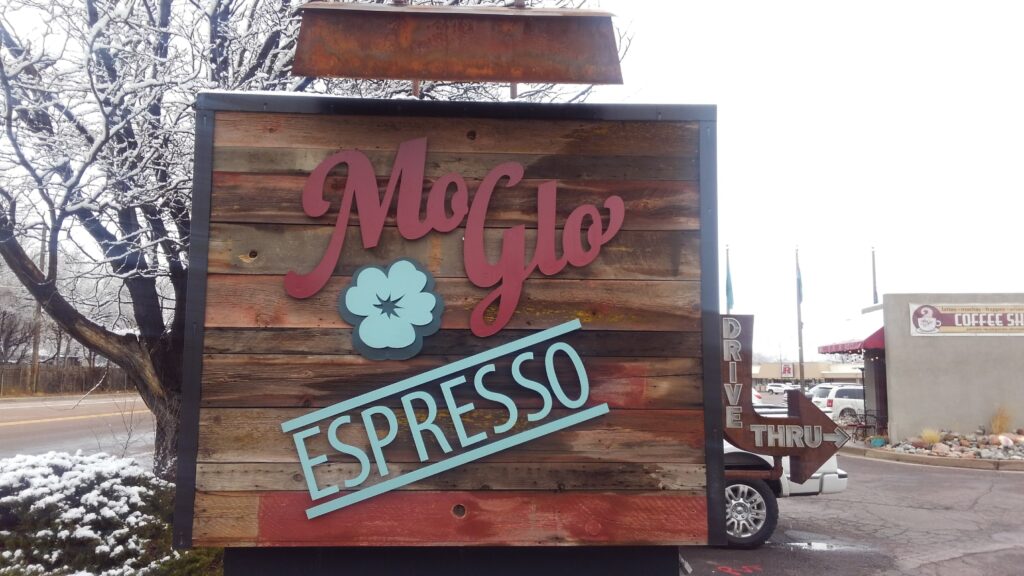 MoGlo
ESPRESSO
DRIVE
THRU
COFFEE SH